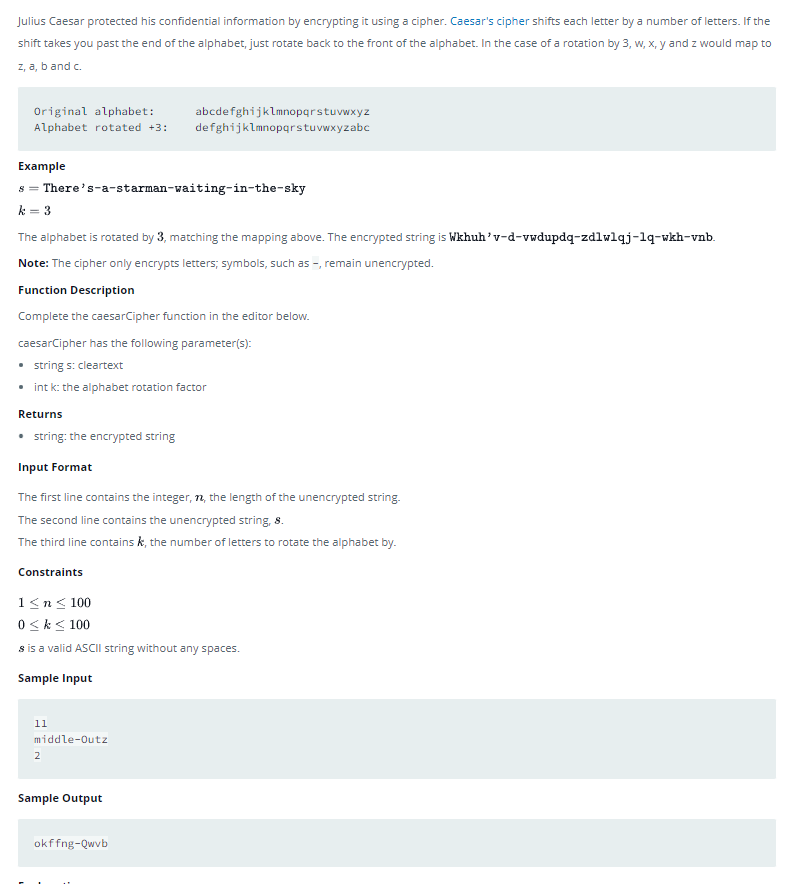 Julius Caesar protected his confidential information by encrypting it using a cipher. Caesar's cipher shifts each letter by a number of letters. If the
shift takes you past the end of the alphabet, just rotate back to the front of the alphabet. In the case of a rotation by 3, w, x, y and z would map to
z, a, b and c.
Original alphabet:      abcdefghijklmnopqrstuvwxyz
Alphabet rotated +3:    defghijklmnopqrstuvwxyzabc
Example
s = There's-a-starman-waiting-in-the-sky
k = 3
The alphabet is rotated by 3, matching the mapping above. The encrypted string is Wkhuh'v-d-vwdupdq-zdlwlqj-lq-wkh-vnb.
Note: The cipher only encrypts letters; symbols, such as -, remain unencrypted.
Function Description
Complete the caesarCipher function in the editor below.
caesarCipher has the following parameter(s):
• string s: cleartext
• int k: the alphabet rotation factor
Returns
• string: the encrypted string
Input Format
The first line contains the integer, n, the length of the unencrypted string.
The second line contains the unencrypted string, s.
The third line contains k, the number of letters to rotate the alphabet by.
Constraints
1 ≤ n ≤ 100
0 ≤ k ≤ 100
s is a valid ASCII string without any spaces.
Sample Input
11
middle-Outz
2
Sample Output
okffng-Qwvb